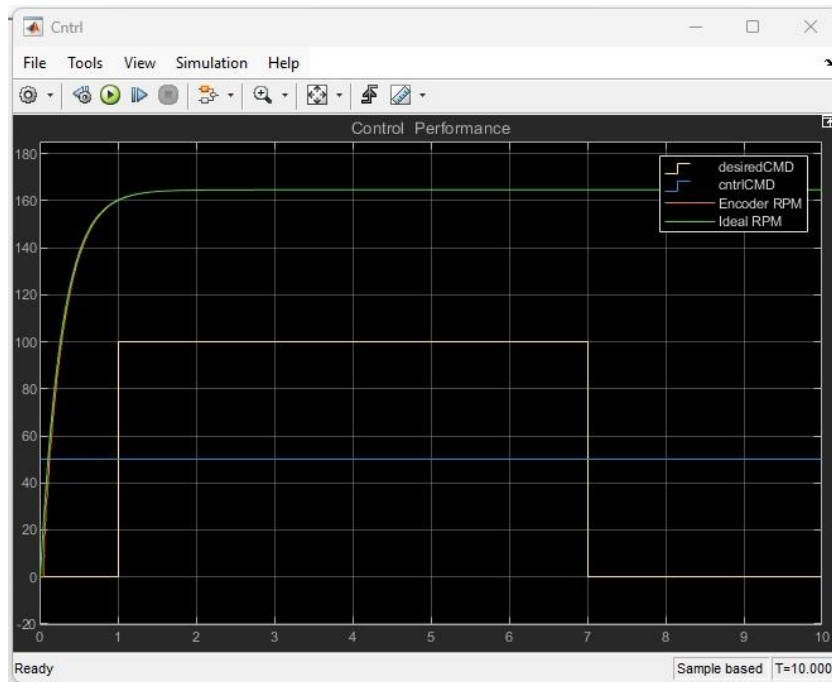 Cntrl
File Tools View Simulation Help
Control Performance
180
160
140
120
100
80
60
40
20
0
-20
desiredCMD
cntrlCMD
Encoder RPM
Ideal RPM
0 1 2 3 4 5 6 7 8 9 10
Ready Sample based T=10.000